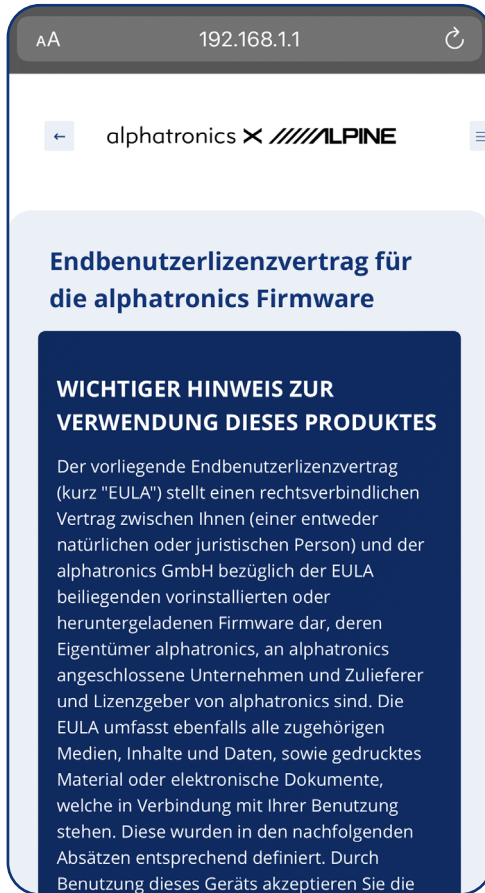 AA
192.168.1.1
alphatronics X ALPINE
Endbenutzerlizenzvertrag für
die alphatronics Firmware
WICHTIGER HINWEIS ZUR
VERWENDUNG DIESES PRODUKTES
Der vorliegende Endbenutzerlizenzvertrag
(kurz "EULA") stellt einen rechtsverbindlichen
Vertrag zwischen Ihnen (einer entweder
natürlichen oder juristischen Person) und der
alphatronics GmbH bezüglich der EULA
beiliegenden vorinstallierten oder
heruntergeladenen Firmware dar, deren
Eigentümer alphatronics, an alphatronics
angeschlossene Unternehmen und Zulieferer
und Lizenzgeber von alphatronics sind. Die
EULA umfasst ebenfalls alle zugehörigen
Medien, Inhalte und Daten, sowie gedrucktes
Material oder elektronische Dokumente,
welche in Verbindung mit Ihrer Benutzung
stehen. Diese wurden in den nachfolgenden
Absätzen entsprechend definiert. Durch
Benutzung dieses Geräts akzeptieren Sie die